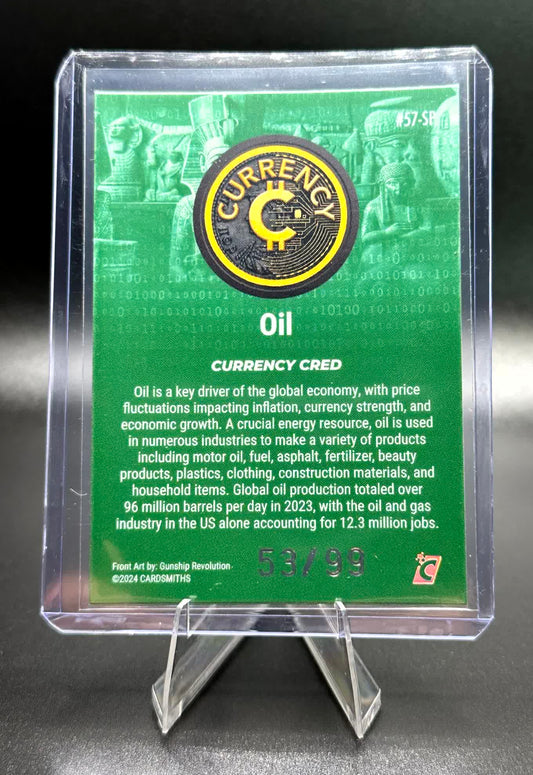 #57-SP
CURRENCY
Oil
CURRENCY CRED
Oil is a key driver of the global economy, with price
fluctuations impacting inflation, currency strength, and
economic growth. A crucial energy resource, oil is used
in numerous industries to make a variety of products
including motor oil, fuel, asphalt, fertilizer, beauty
products, plastics, clothing, construction materials, and
household items. Global oil production totaled over
96 million barrels per day in 2023, with the oil and gas
industry in the US alone accounting for 12.3 million jobs.
Front Art by: Gunship Revolution
©2024 CARDSMITHS
53/99